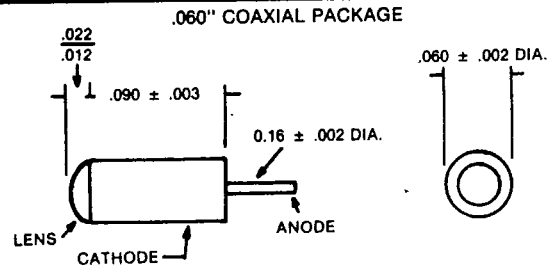 .060" COAXIAL PACKAGE
.022
.012
.090 ± .003
.060 ± .002 DIA.
0.16 ± .002 DIA.
LENS
CATHODE
ANODE